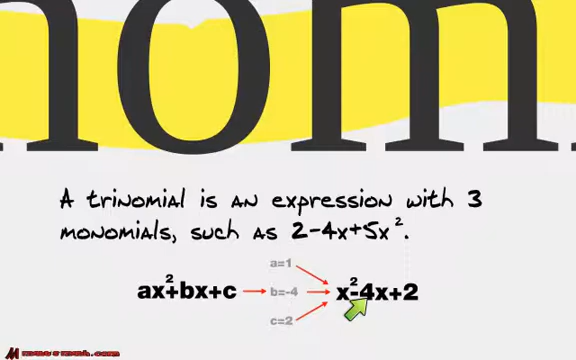 nom
A trinomial is an expression with 3
monomials, such as 2-4x+5x².
a=1
ax²+bx+c
b=-4
x²-4x+2
c=2